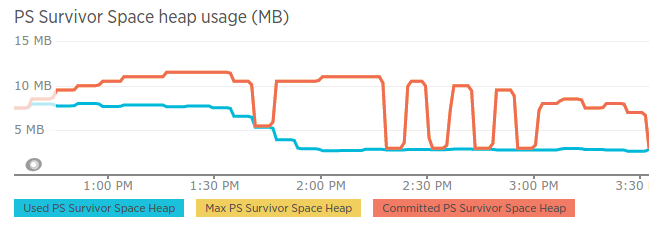 PS Survivor Space heap usage (MB)
15 MB
10 MB
5 MB
1:00 PM 1:30 PM 2:00 PM 2:30 PM 3:00 PM 3:30
Used PS Survivor Space Heap Max PS Survivor Space Heap Committed PS Survivor Space Heap